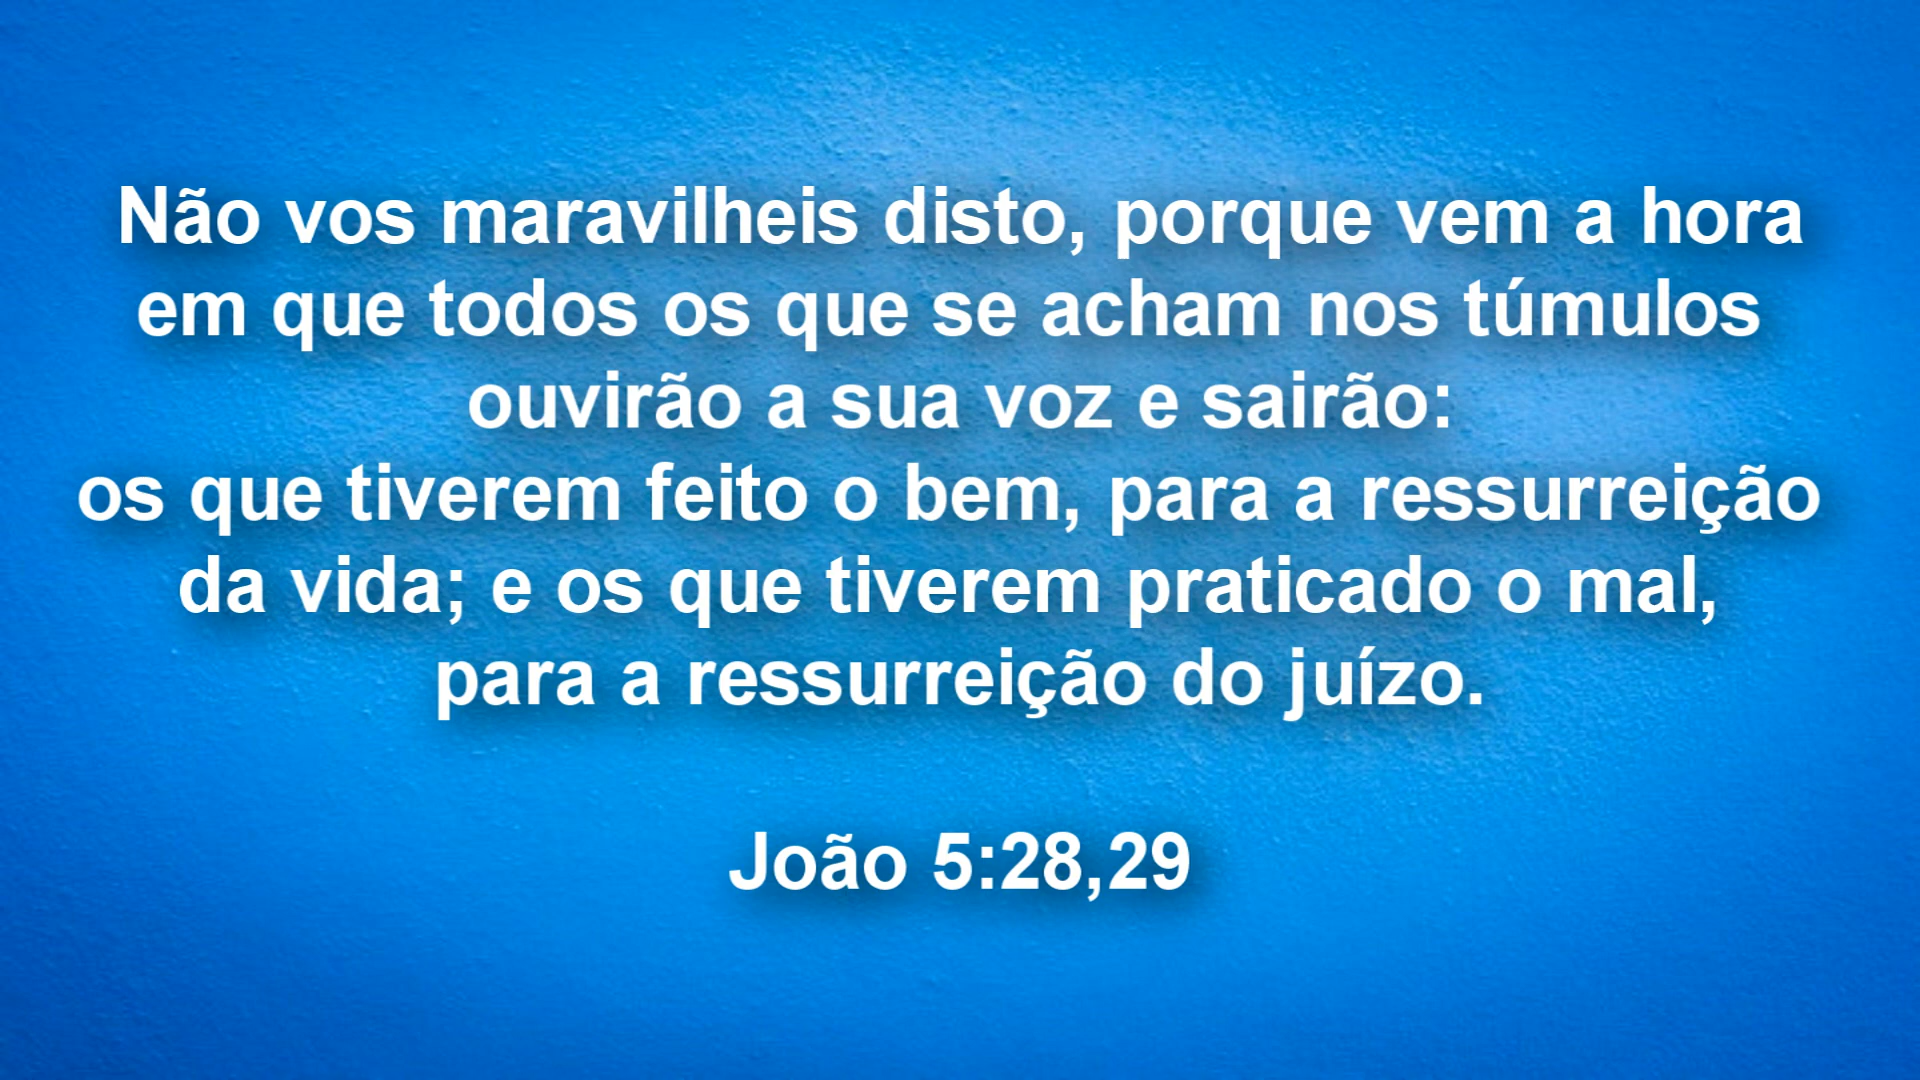 Não vos maravilheis disto, porque vem a hora
em que todos os que se acham nos túmulos
ouvirão a sua voz e sairão:
os que tiverem feito o bem, para a ressurreição
da vida; e os que tiverem praticado o mal,
para a ressurreição do juízo.
João 5:28,29